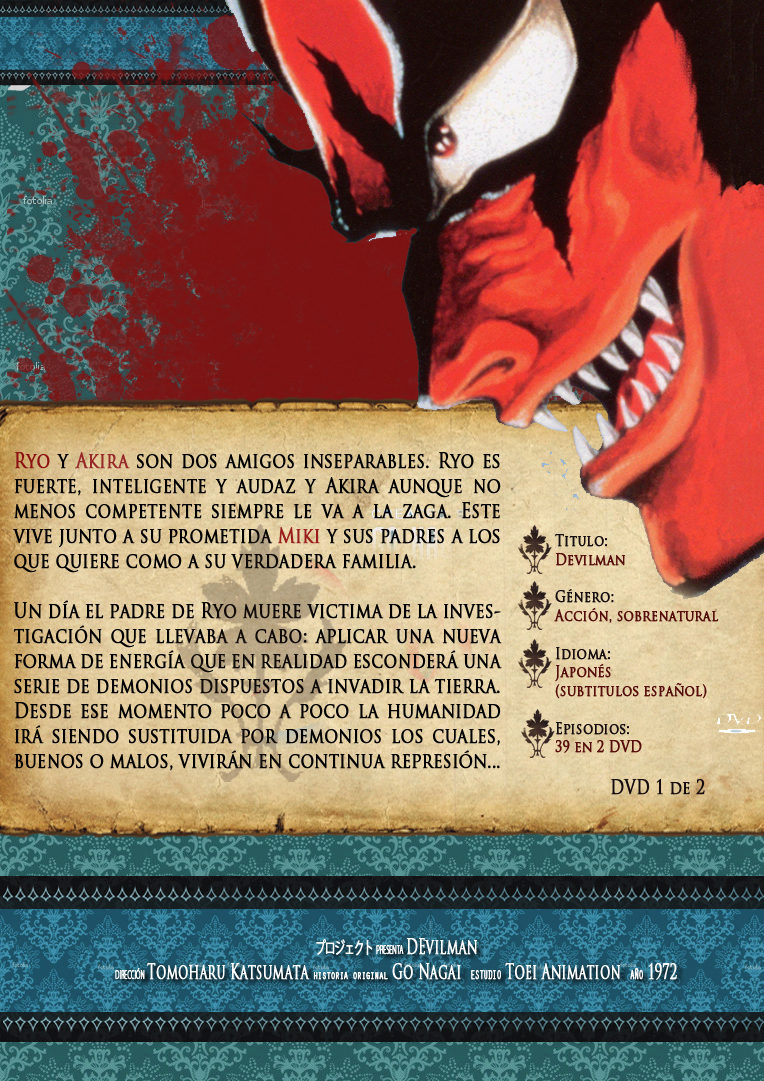 fotolia
fotolia
RYO Y AKIRA SON DOS AMIGOS INSEPARABLES. RYO ES
FUERTE, INTELIGENTE Y AUDAZ Y AKIRA AUNQUE NO
MENOS COMPETENTE SIEMPRE LE VA A LA ZAGA. ESTE
VIVE JUNTO A SU PROMETIDA MIKI Y SUS PADRES A LOS
QUE QUIERE COMO A SU VERDADERA FAMILIA.
UN DÍA EL PADRE DE RYO MUERE VICTIMA DE LA INVES-
TIGACIÓN QUE LLEVABA A CABO: APLICAR UNA NUEVA
FORMA DE ENERGÍA QUE EN REALIDAD ESCONDERÁ UNA
SERIE DE DEMONIOS DISPUESTOS A INVADIR LA TIERRA.
DESDE ESE MOMENTO POCO A POCO LA HUMANIDAD
IRÁ SIENDO SUSTITUIDA POR DEMONIOS LOS CUALES,
BUENOS O MALOS, VIVIRÁN EN CONTINUA REPRESIÓN...
TITULO:
DEVILMAN
GÉNERO:
ACCIÓN, SOBRENATURAL
IDIOMA:
JAPONÉS
(SUBTITULOS ESPAÑOL)
EPISODIOS:
39 EN 2 DVD
DVD
DVD 1 DE 2
プロジェクト PRESENTA DEVILMAN
DIRECCIÓN TOMOHARU KATSUMATA HISTORIA ORIGINAL GO NAGAI ESTUDIO TOEI ANIMATION AÑO 1972